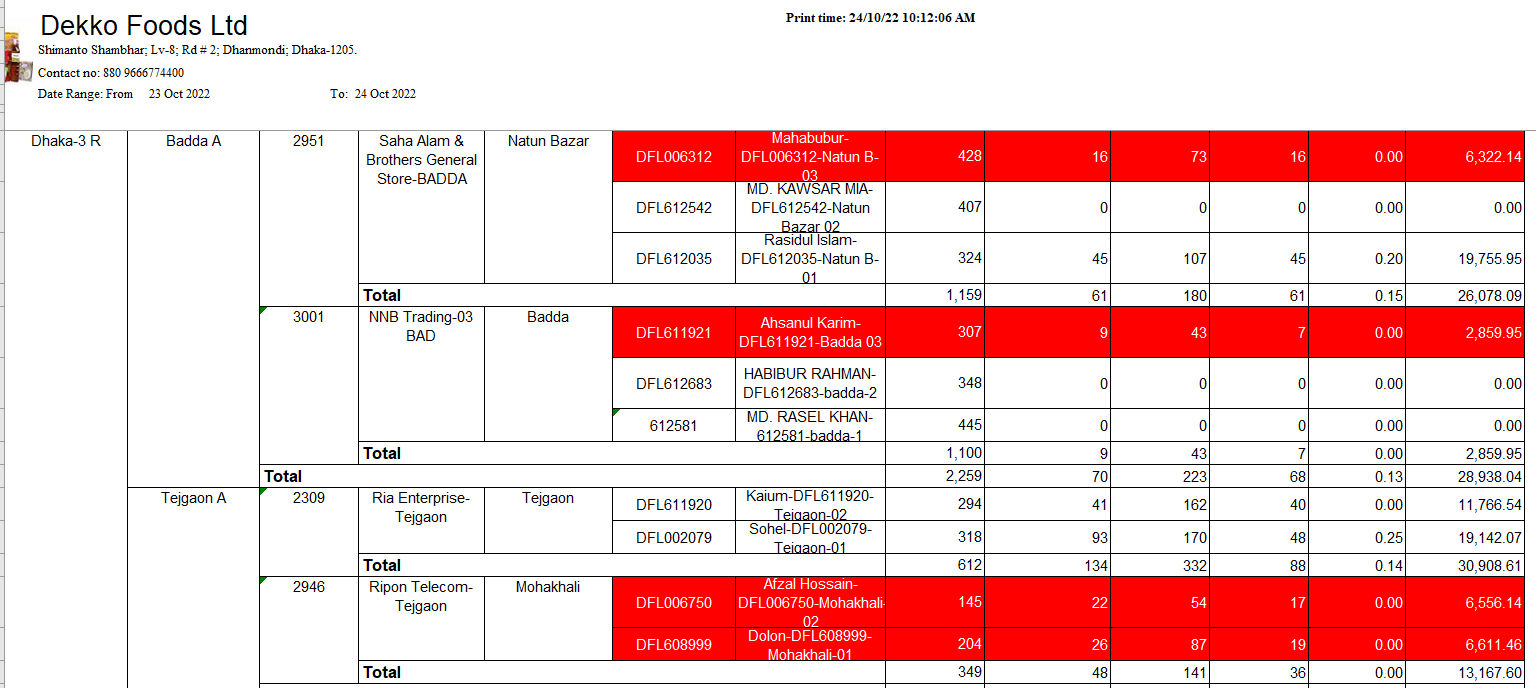 Dekko Foods Ltd
Print time: 24/10/22 10:12:06 AM
Shimanto Shambhar; Lv-8; Rd # 2; Dhanmondi; Dhaka-1205.
Contact no: 880 9666774400
Date Range: From 23 Oct 2022 To: 24 Oct 2022
Dhaka-3 R
Badda A
2951
Saha Alam &
Brothers General
Store-BADDA
Natun Bazar
DFL006312
Mahabubur-
DFL006312-Natun B-
03
428 16 73 16 0.00 6,322.14
DFL612542
MD. KAWSAR MIA-
DFL612542-Natun
Bazar 02
407 0 0 0 0.00 0.00
DFL612035
Rasidul Islam-
DFL612035-Natun B-
01
324 45 107 45 0.20 19,755.95
Total 1,159 61 180 61 0.15 26,078.09
3001
NNB Trading-03
BAD
Badda
DFL611921
Ahsanul Karim-
DFL611921-Badda 03
307 9 43 7 0.00 2,859.95
DFL612683
HABIBUR RAHMAN-
DFL612683-badda-2
348 0 0 0 0.00 0.00
612581
MD. RASEL KHAN-
612581-badda-1
445 0 0 0 0.00 0.00
Total 1,100 9 43 7 0.00 2,859.95
Total 2,259 70 223 68 0.13 28,938.04
Tejgaon A
2309
Ria Enterprise-
Tejgaon
Tejgaon
DFL611920
Kaium-DFL611920-
Tejgaon-02
294 41 162 40 0.00 11,766.54
DFL002079
Sohel-DFL002079-
Tejgaon-01
318 93 170 48 0.25 19,142.07
Total 612 134 332 88 0.14 30,908.61
2946
Ripon Telecom-
Tejgaon
Mohakhali
DFL006750
Afzal Hossain-
DFL006750-Mohakhali-
02
145 22 54 17 0.00 6,556.14
DFL608999
Dolon-DFL608999-
Mohakhali-01
204 26 87 19 0.00 6,611.46
Total 349 48 141 36 0.00 13,167.60